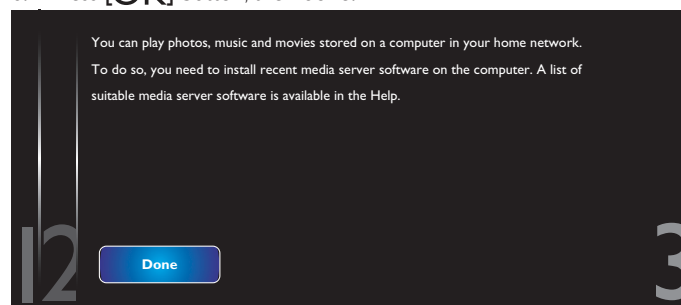 You can play photos, music and movies stored on a computer in your home network.
To do so, you need to install recent media server software on the computer. A list of
suitable media server software is available in the Help.
12
3
Done